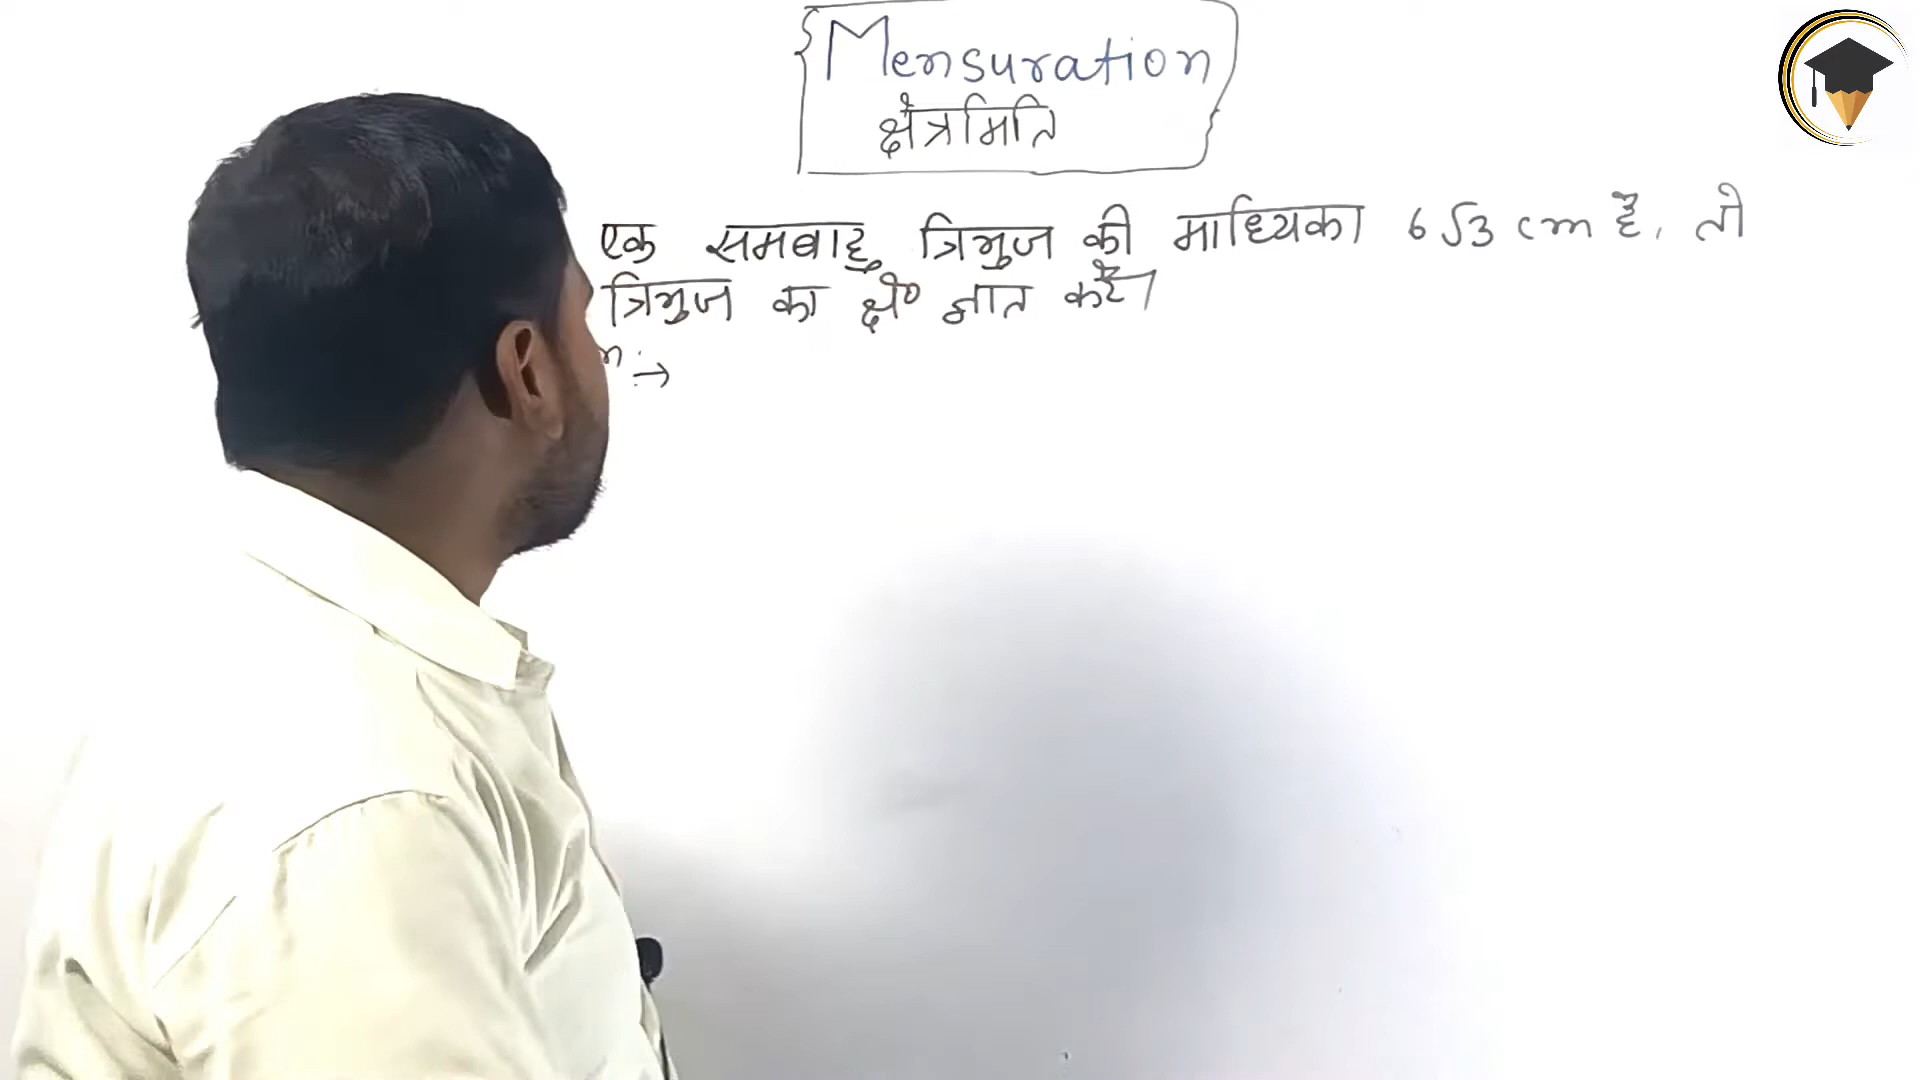 Mensuration
क्षेत्रमिति
एक समबाहु त्रिभुज की माध्यिका 6√3 cm है, तो
त्रिभुज का क्षे० ज्ञात करें।
n :→